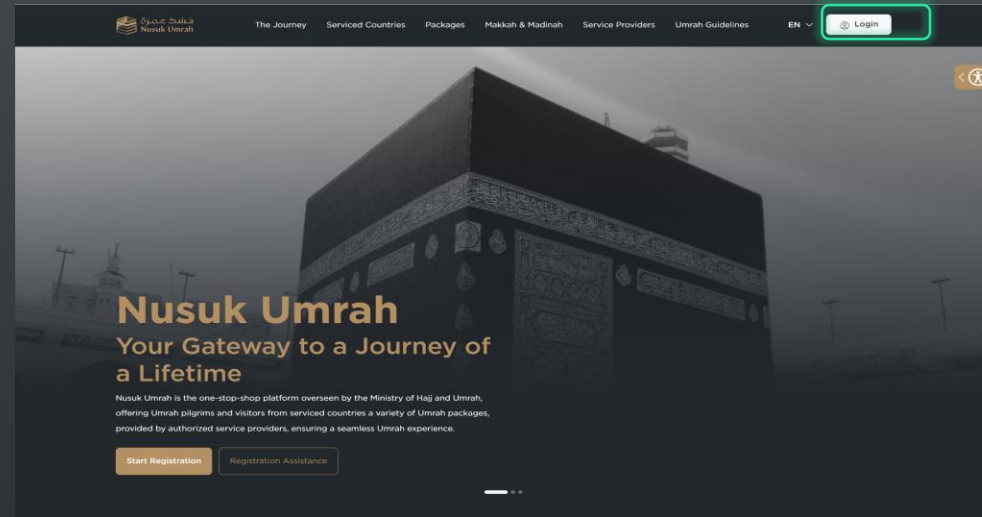 نسك عمرة
Nusuk Umrah
The Journey
Serviced Countries
Packages
Makkah & Madinah
Service Providers
Umrah Guidelines
EN
Login
Nusuk Umrah
Your Gateway to a Journey of
a Lifetime
Nusuk Umrah is the one-stop-shop platform overseen by the Ministry of Hajj and Umrah,
offering Umrah pilgrims and visitors from serviced countries a variety of Umrah packages,
provided by authorized service providers, ensuring a seamless Umrah experience.
Start Registration
Registration Assistance